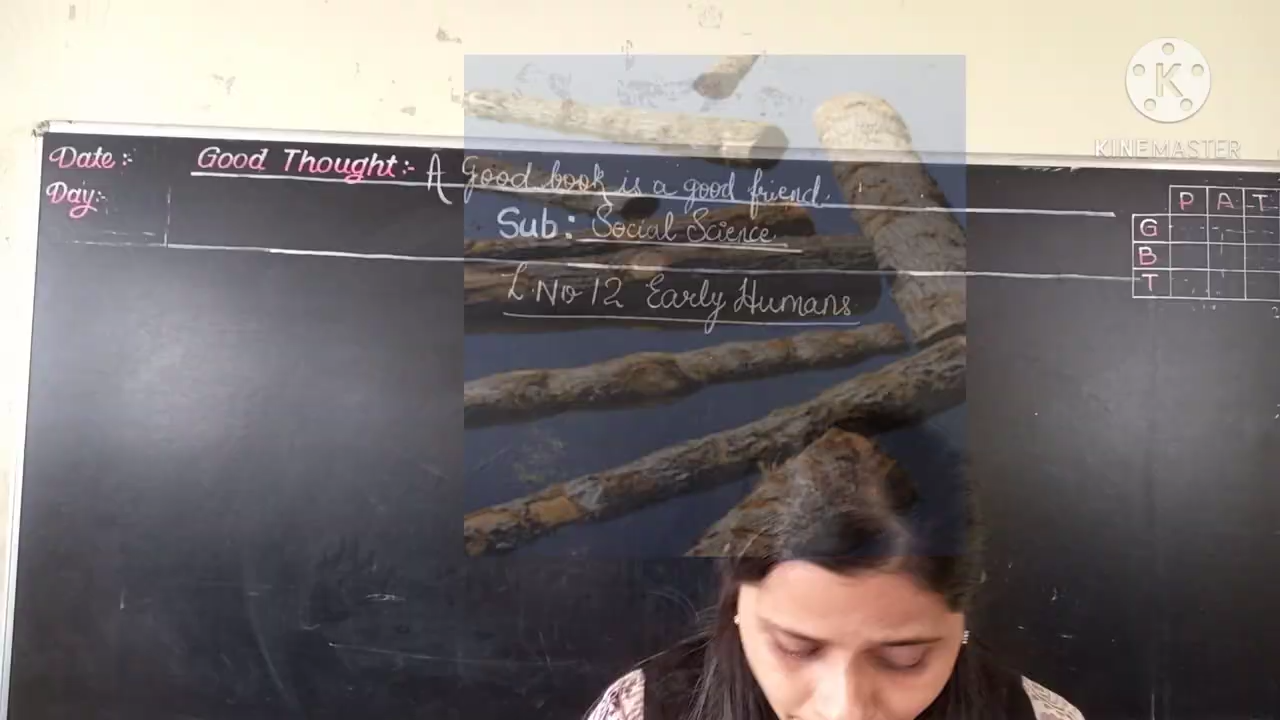 Date :-
Good Thought:- A Good book is a good friend.
Day:-
Sub: Social Science
L.No 12 Early Humans
P A T
G
B
T
K
KINEMASTER